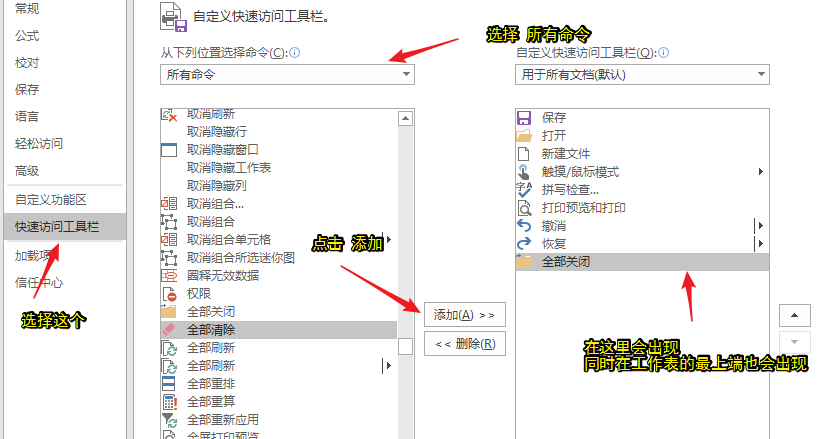 常规
公式
校对
保存
语言
轻松访问
高级
自定义功能区
快速访问工具栏
加载项
信任中心
选择这个
自定义快速访问工具栏。
从下列位置选择命令(C):
所有命令
选择 所有命令
取消刷新
取消隐藏行
取消隐藏窗口
取消隐藏工作表
取消隐藏列
取消组合...
取消组合
取消组合单元格
取消组合所选迷你图
圈释无效数据
权限
全部关闭
全部清除
全部刷新
全部刷新
全部重排
全部重算
全部重新应用
全屏打印预览
点击 添加
添加(A) >>
<< 删除(R)
自定义快速访问工具栏(Q):
用于所有文档(默认)
保存
打开
新建文件
触摸/鼠标模式
字A
拼写检查...
打印预览和打印
撤消
恢复
全部关闭
在这里会出现
同时在工作表的最上端也会出现